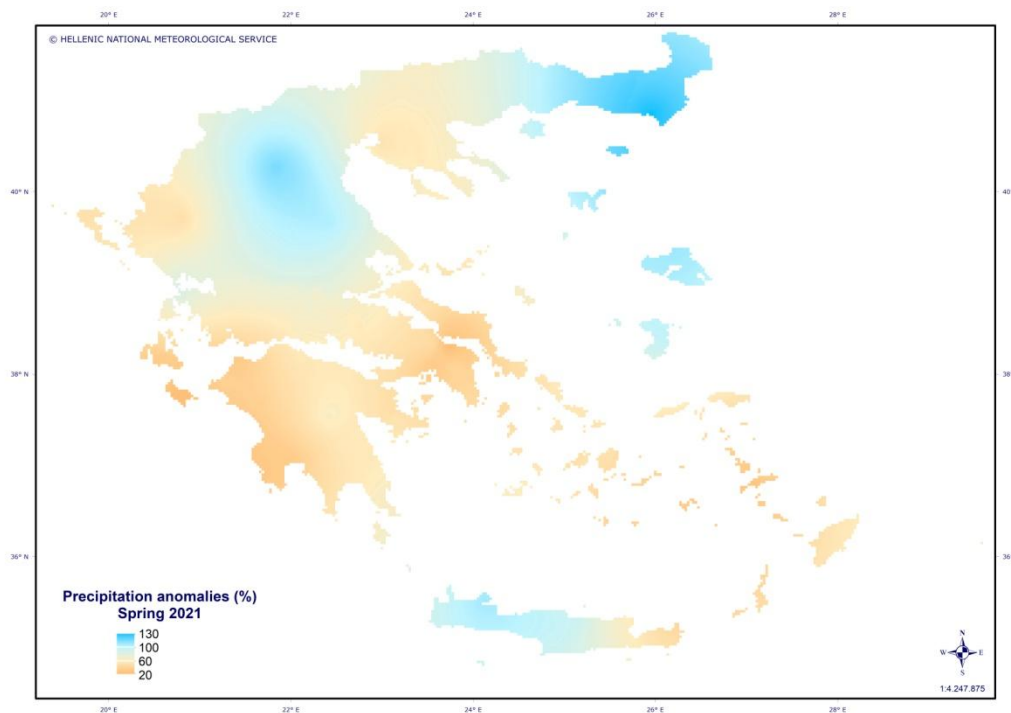 20° E 22° E 24° E 26° E 28° E
© HELLENIC NATIONAL METEOROLOGICAL SERVICE
40° N 40
38° N 38
36° N 36
Precipitation anomalies (%)
Spring 2021
130
100
60
20
N
W E
S
1:4.247.875
20° E 22° E 24° E 26° E 28° E